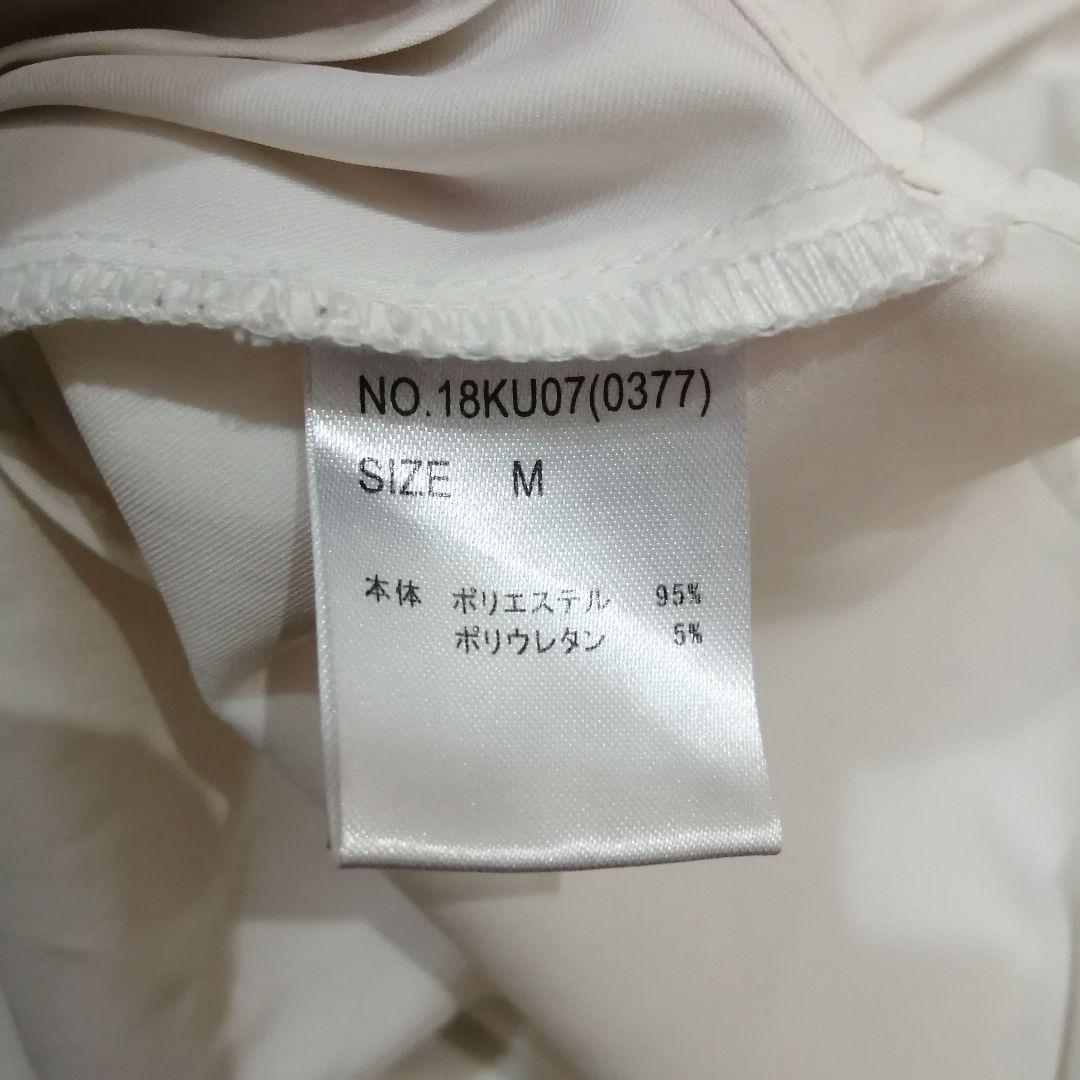 NO.18KU07(0377)
SIZE M
本体 ポリエステル 95%
ポリウレタン 5%